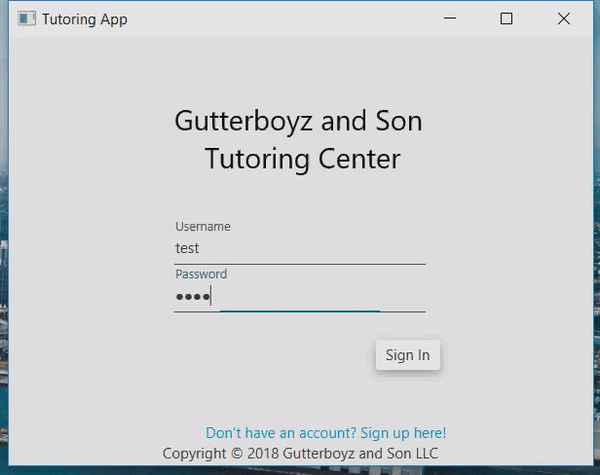 Tutoring App
Gutterboyz and Son
Tutoring Center
Username
test
Password
••••
Sign In
Don't have an account? Sign up here!
Copyright © 2018 Gutterboyz and Son LLC